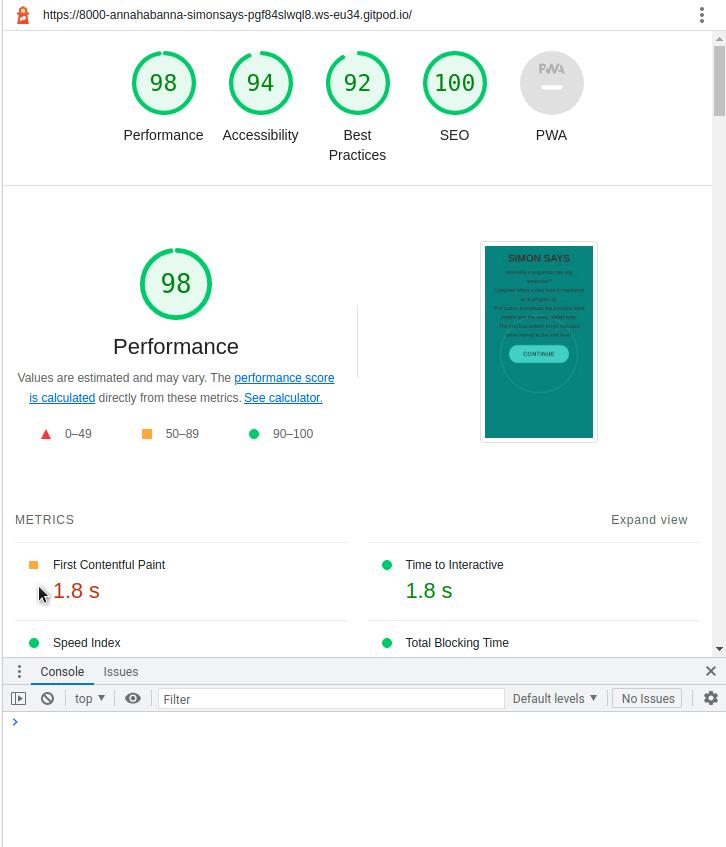 https://8000-annahabanna-simonsays-pgf84slwql8.ws-eu34.gitpod.io/
98 94 92 100 PWA
Performance Accessibility Best Practices SEO PWA
98
Performance
Values are estimated and may vary. The performance score
is calculated directly from these metrics. See calculator.
0–49 50–89 90–100
SIMON SAYS
CONTINUE
METRICS Expand view
First Contentful Paint Time to Interactive
1.8 s 1.8 s
Speed Index Total Blocking Time
Console Issues
top Filter Default levels No Issues